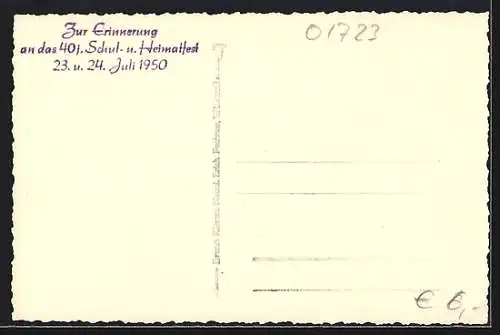 Zur Erinnerung
an das 40j. Schul- u. Heimatfest
23. u. 24. Juli 1950
01723
€ 6,-